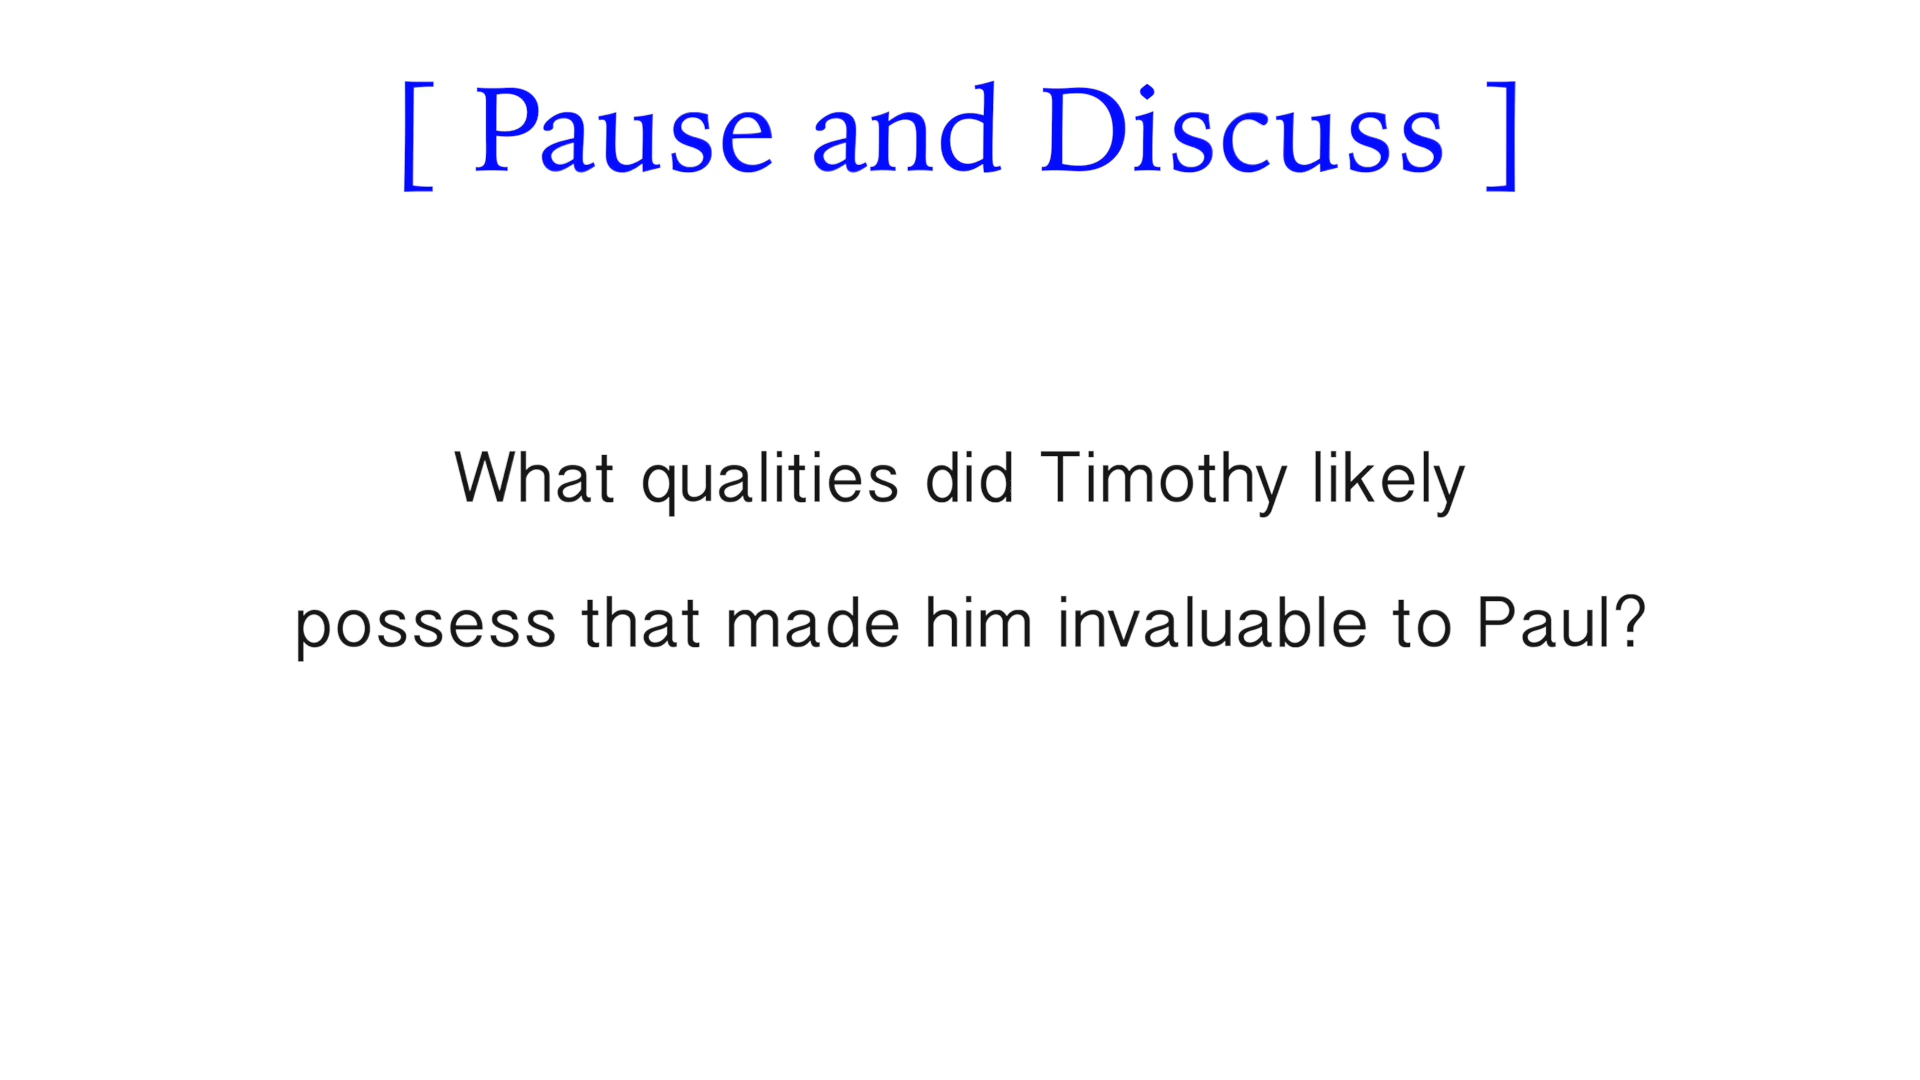 [ Pause and Discuss ]
What qualities did Timothy likely
possess that made him invaluable to Paul?